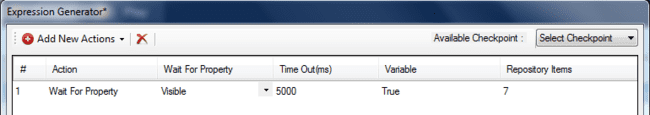 Expression Generator*
Add New Actions Available Checkpoint : Select Checkpoint
# Action Wait For Property Time Out(ms) Variable Repository Items
1 Wait For Property Visible 5000 True 7